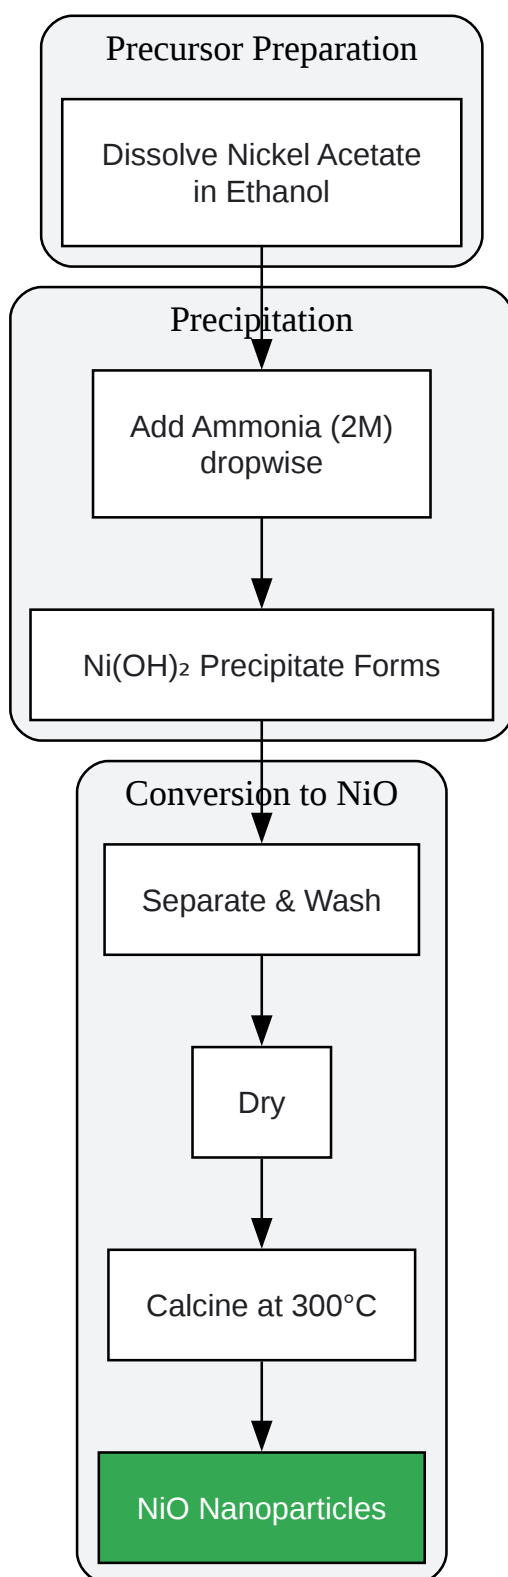 Precursor Preparation
Dissolve Nickel Acetate
in Ethanol
Precipitation
Add Ammonia (2M)
dropwise
Ni(OH)₂ Precipitate Forms
Conversion to NiO
Separate & Wash
Dry
Calcine at 300°C
NiO Nanoparticles